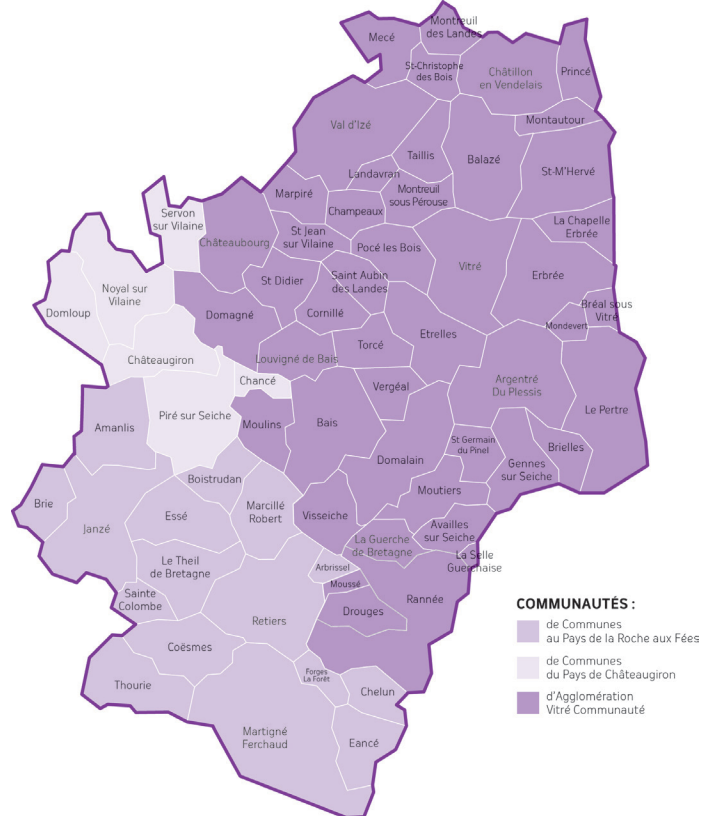 Montreuil
des Landes
Mecé
St-Christophe
des Bois
Châtillon
en Vendelais
Princé
Montautour
Val d'Izé
Taillis
Balazé
St-M'Hervé
Landavran
Montreuil
sous Pérouse
Marpiré
Champeaux
Servon
sur Vilaine
La Chapelle
Erbrée
Châteaubourg
St Jean
sur Vilaine
Pocé les Bois
Vitré
Erbrée
St Didier
Saint Aubin
des Landes
Noyal sur
Vilaine
Domloup
Domagné
Cornillé
Bréal sous
Vitré
Mondevert
Etrelles
Torcé
Châteaugiron
Louvigné de Bais
Chancé
Vergéal
Argentré
Du Plessis
Le Pertre
Piré sur Seiche
Amanlis
Moulins
Bais
St Germain
du Pinel
Brielles
Domalain
Gennes
sur Seiche
Boistrudan
Moutiers
Brie
Janzé
Essé
Marcillé
Robert
Visseiche
Availles
sur Seiche
La Guerche
de Bretagne
La Selle
Guerchaise
Le Theil
de Bretagne
Arbrissel
Moussé
Sainte
Colombe
Drouges
Rannée
Retiers
Coësmes
Forges
La Forêt
Thourie
Chelun
Martigné
Ferchaud
Eancé
COMMUNAUTÉS :
de Communes
au Pays de la Roche aux Fées
de Communes
du Pays de Châteaugiron
d'Agglomération
Vitré Communauté